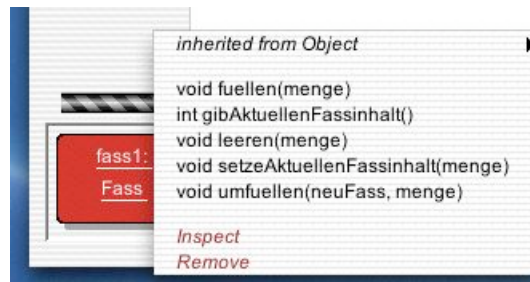 inherited from Object
void fuellen(menge)
int gibAktuellenFassinhalt()
void leeren(menge)
void setzeAktuellenFassinhalt(menge)
void umfuellen(neuFass, menge)
Inspect
Remove
fass1:
Fass